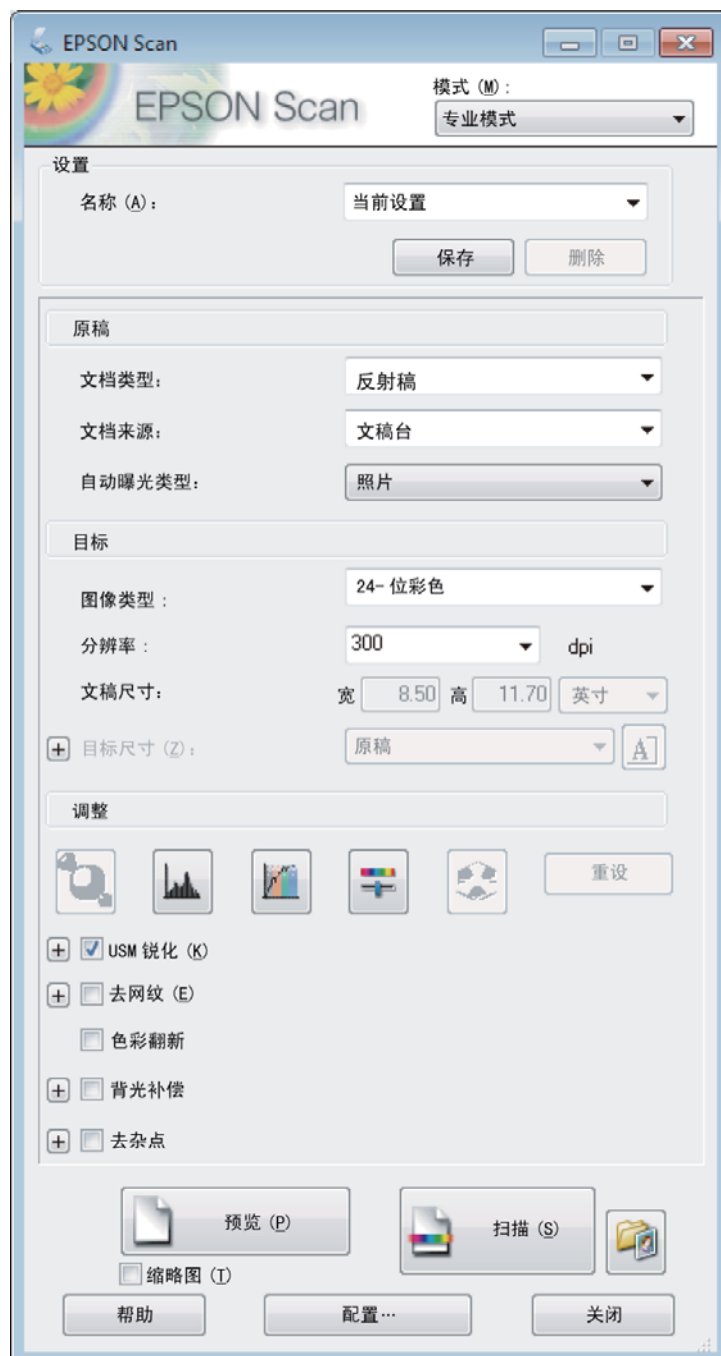 EPSON Scan
EPSON Scan
模式 (M) :
专业模式
设置
名称 (A)：
当前设置
保存
删除
原稿
文档类型：
反射稿
文档来源：
文稿台
自动曝光类型：
照片
目标
图像类型 :
24- 位彩色
分辨率 :
300
dpi
文稿尺寸：
宽 8.50 高 11.70 英寸
目标尺寸 (Z)：
原稿
A
调整
重设
USM 锐化 (K)
去网纹 (E)
色彩翻新
背光补偿
去杂点
预览 (P)
扫描 (S)
缩略图 (T)
帮助
配置…
关闭